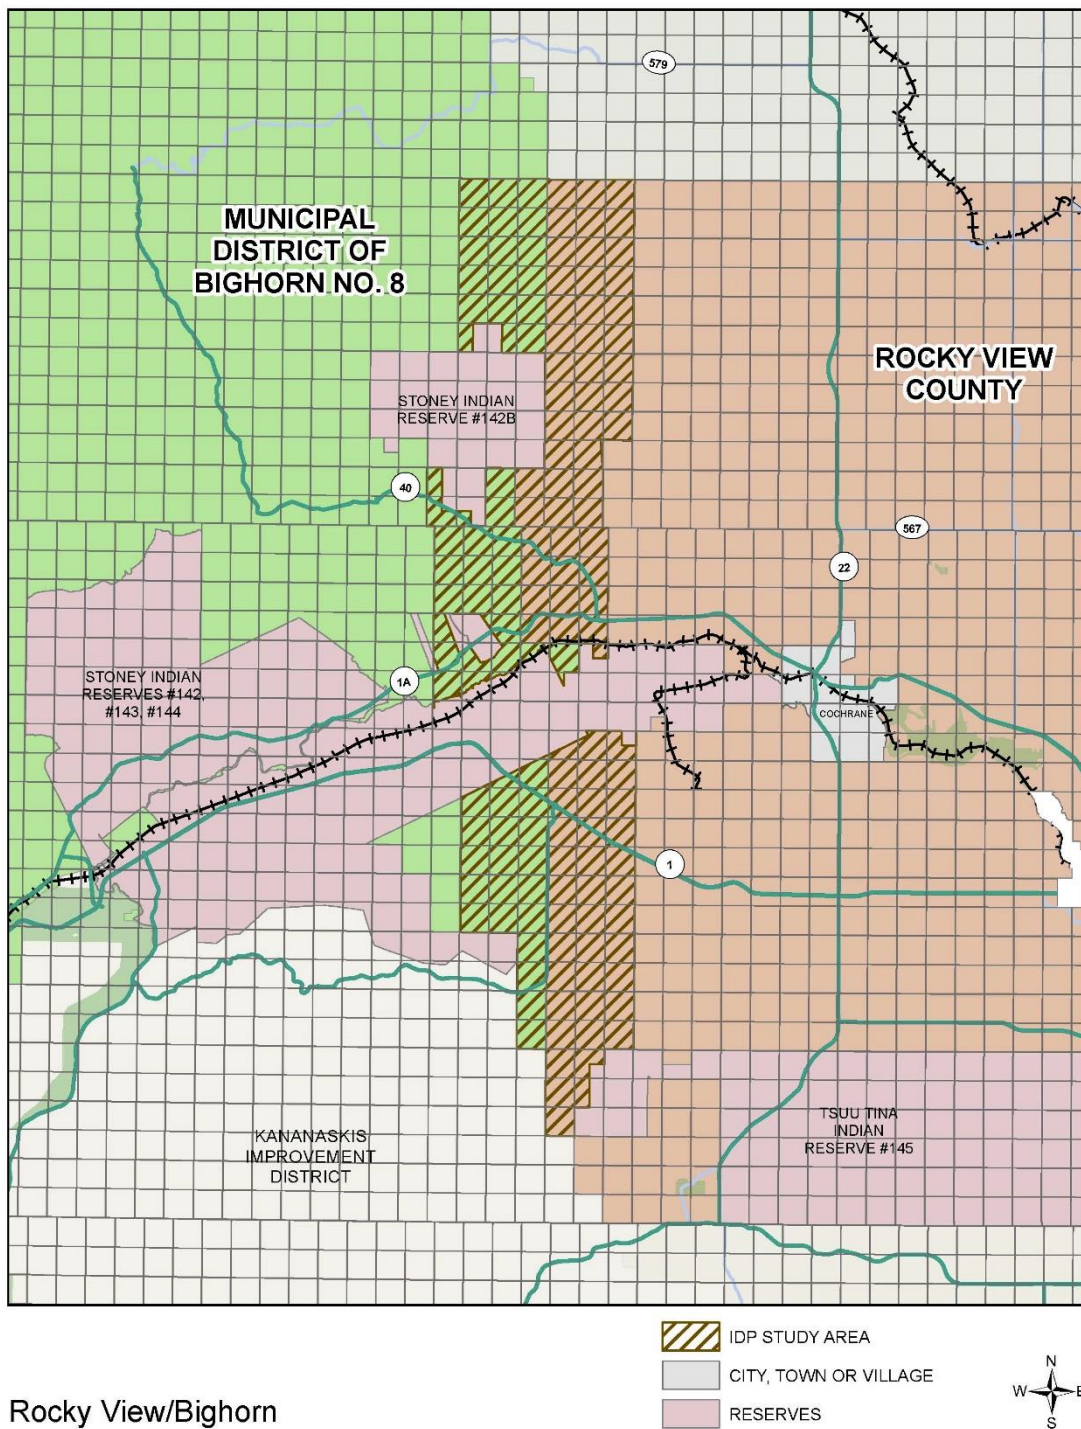 579
MUNICIPAL
DISTRICT OF
BIGHORN NO. 8
ROCKY VIEW
COUNTY
STONEY INDIAN
RESERVE #142B
40
567
22
STONEY INDIAN
RESERVES #142,
#143, #144
1A
COCHRANE
1
TSUU TINA
INDIAN
RESERVE #145
KANANASKIS
IMPROVEMENT
DISTRICT
IDP STUDY AREA
CITY, TOWN OR VILLAGE
RESERVES
N
W E
S
Rocky View/Bighorn